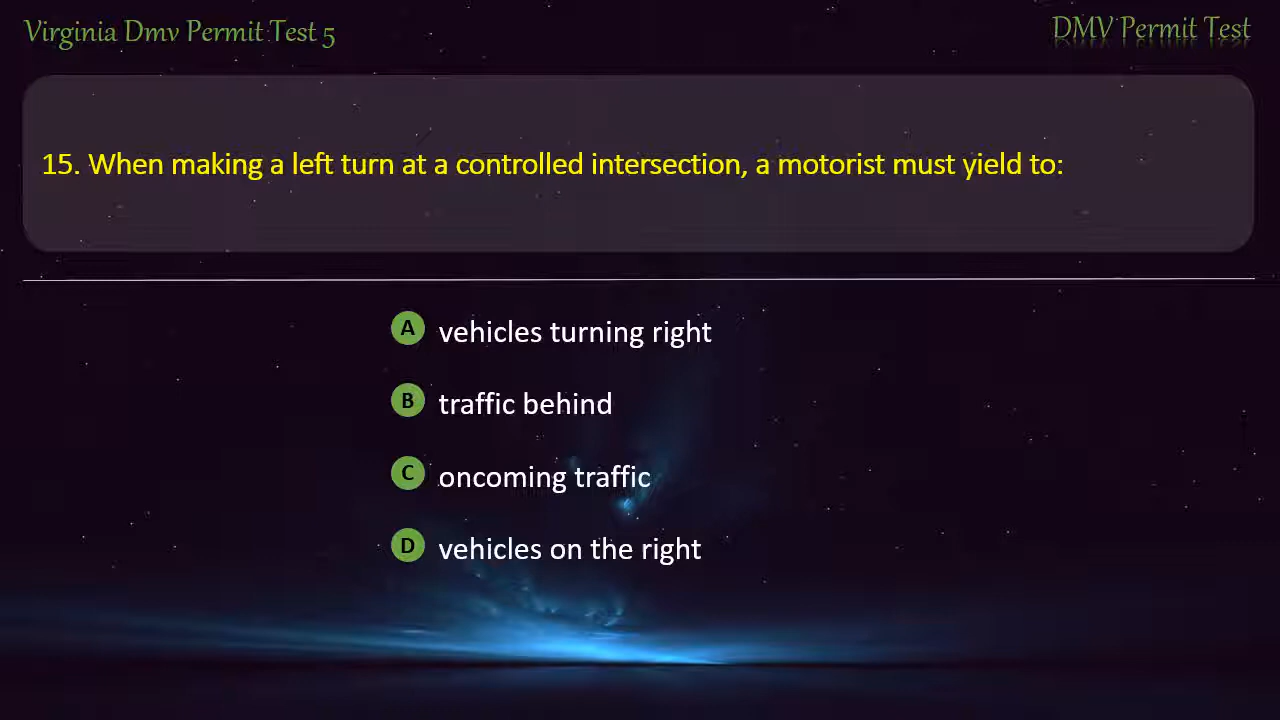 Virginia Dmv Permit Test 5
DMV Permit Test
15. When making a left turn at a controlled intersection, a motorist must yield to:
A vehicles turning right
B traffic behind
C oncoming traffic
D vehicles on the right